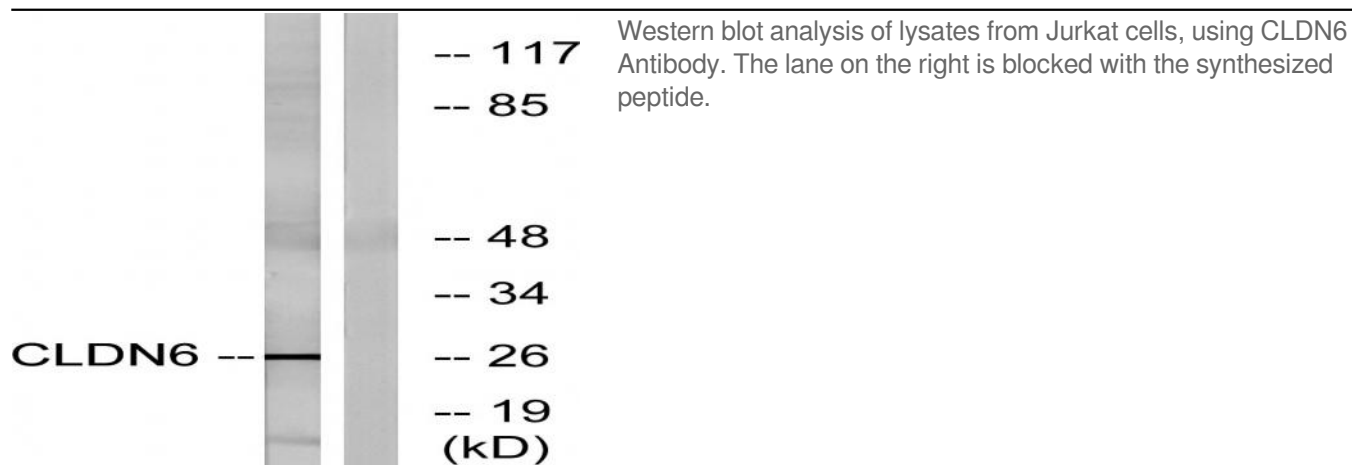 -- 117
-- 85
-- 48
-- 34
CLDN6 -- -- 26
-- 19
(kD)
Western blot analysis of lysates from Jurkat cells, using CLDN6
Antibody. The lane on the right is blocked with the synthesized
peptide.